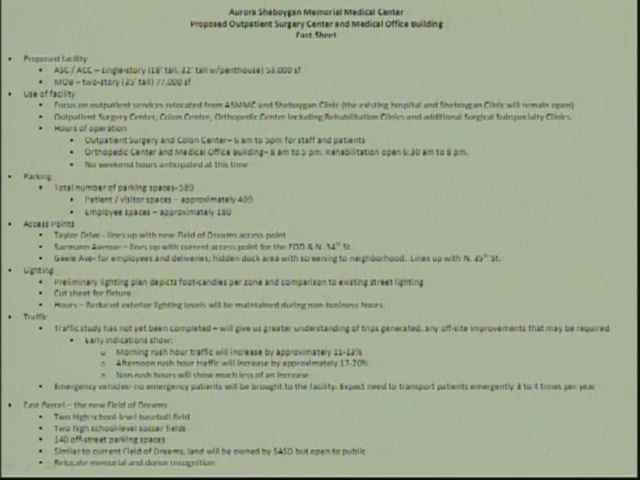 Aurora Sheboygan Memorial Medical Center
Proposed Outpatient Surgery Center and Medical Office Building
Fact Sheet
• Proposed facility
• ASC / ACC – single-story (18' tall, 32' tall w/penthouse) 53,000 sf
• MOB – two-story (35' tall) 77,000 sf
• Use of facility
• Focus on outpatient services relocated from ASMMC and Sheboygan Clinic (the existing hospital and Sheboygan Clinic will remain open)
• Outpatient Surgery Center, Colon Center, Orthopedic Center including Rehabilitation Clinics and additional Surgical Subspecialty Clinics.
• Hours of operation
• Outpatient Surgery and Colon Center– 6 am to 5pm for staff and patients
• Orthopedic Center and Medical Office Building– 8 am to 5 pm. Rehabilitation open 6:30 am to 8 pm.
• No weekend hours anticipated at this time
• Parking
• Total number of parking spaces- 589
• Patient / visitor spaces – approximately 409
• Employee spaces – approximately 180
• Access Points
• Taylor Drive - lines up with new Field of Dreams access point
• Saemann Avenue – lines up with current access point for the FOD & N. 34th St.
• Geele Ave- for employees and deliveries; hidden dock area with screening to neighborhood. Lines up with N. 35th St.
• Lighting
• Preliminary lighting plan depicts foot-candles per zone and comparison to existing street lighting
• Cut sheet for fixture
• Hours – Reduced exterior lighting levels will be maintained during non-business hours.
• Traffic
• Traffic study has not yet been completed – will give us greater understanding of trips generated, any off-site improvements that may be required
• Early indications show:
o Morning rush hour traffic will increase by approximately 11-13%
o Afternoon rush hour traffic will increase by approximately 17-20%
o Non-rush hours will show much less of an increase
• Emergency vehicles- no emergency patients will be brought to the facility. Expect need to transport patients emergently 3 to 4 times per year
• East Parcel – the new Field of Dreams
• Two high school-level baseball field
• Two high school-level soccer fields
• 140 off-street parking spaces
• Similar to current Field of Dreams, land will be owned by SASD but open to public
• Relocate memorial and donor recognition